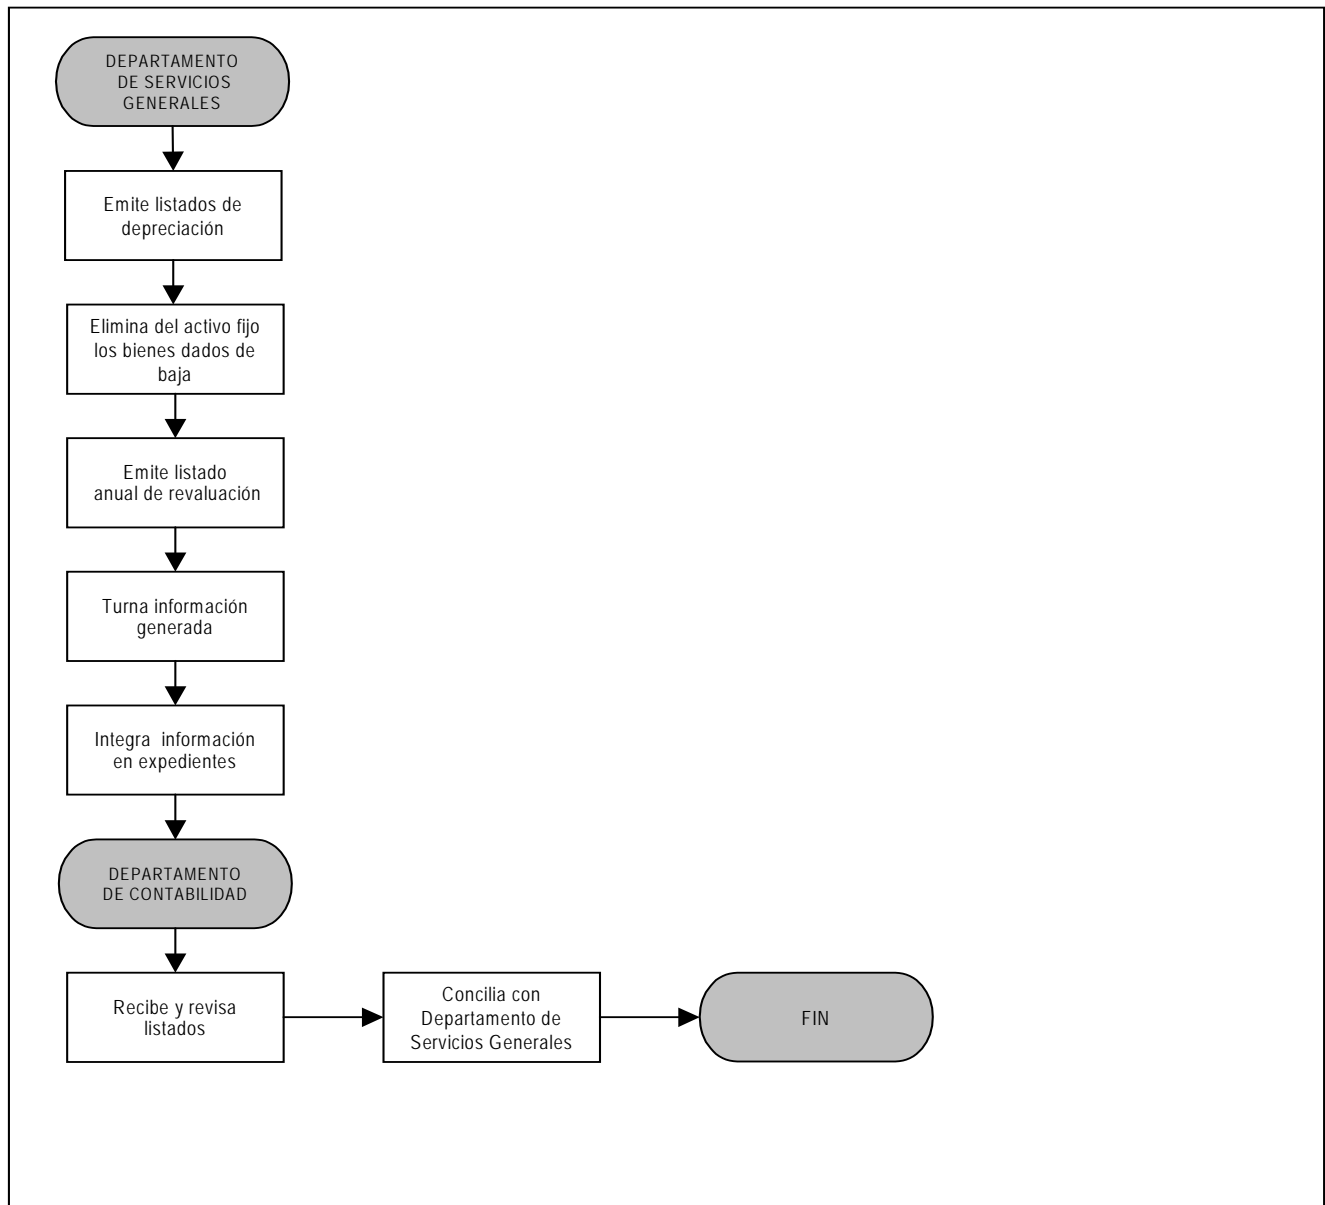 DEPARTAMENTO
DE SERVICIOS
GENERALES
Emite listados de
depreciación
Elimina del activo fijo
los bienes dados de
baja
Emite listado
anual de revaluación
Turna información
generada
Integra información
en expedientes
DEPARTAMENTO
DE CONTABILIDAD
Recibe y revisa
listados
Concilia con
Departamento de
Servicios Generales
FIN